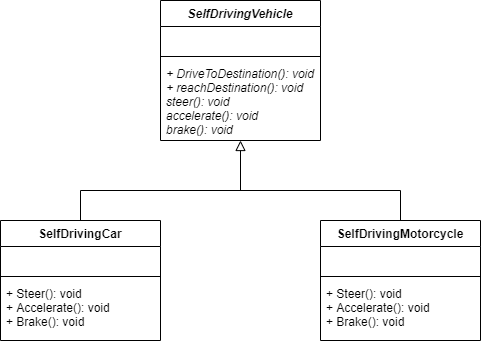 SelfDrivingVehicle
+ DriveToDestination(): void
+ reachDestination(): void
steer(): void
accelerate(): void
brake(): void
SelfDrivingCar
+ Steer(): void
+ Accelerate(): void
+ Brake(): void
SelfDrivingMotorcycle
+ Steer(): void
+ Accelerate(): void
+ Brake(): void